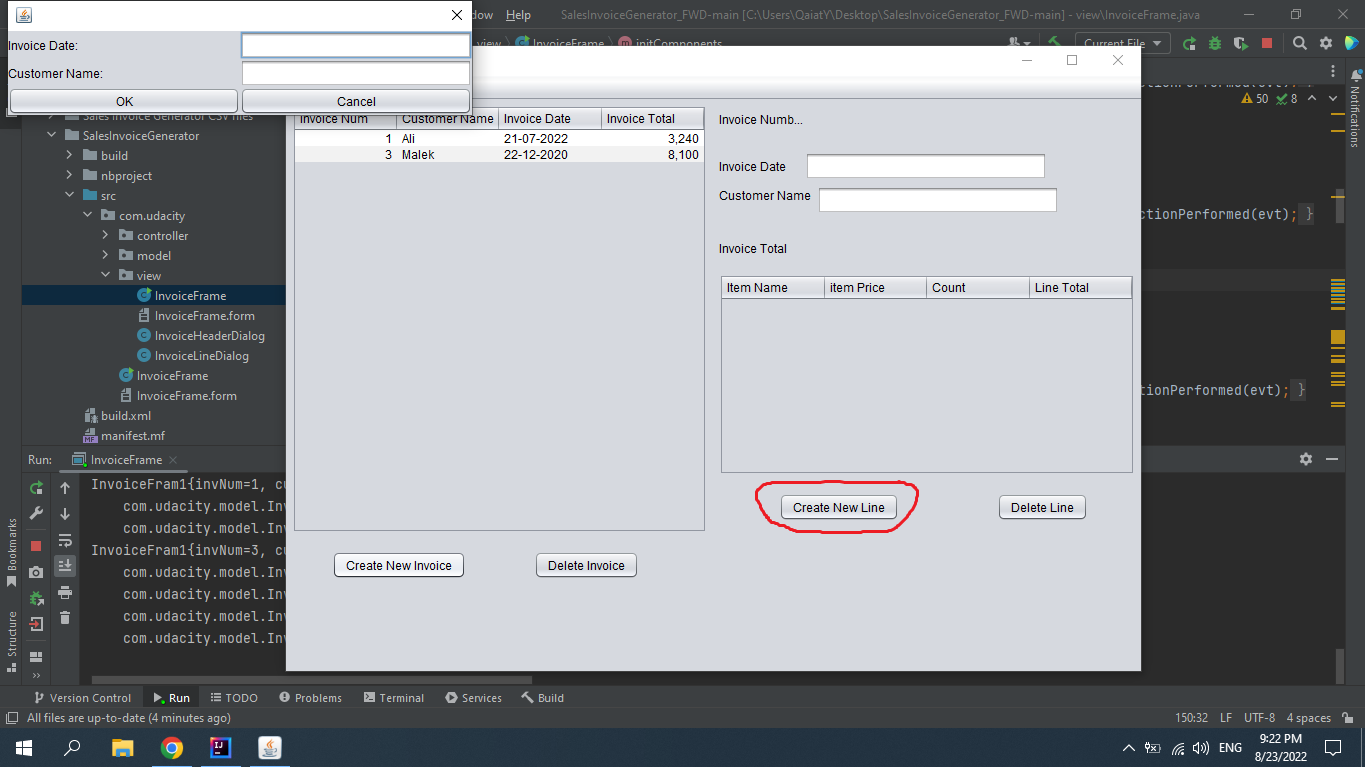 dow Help
SalesInvoiceGenerator_FWD-main [C:\Users\QaiatY\Desktop\SalesInvoiceGenerator_FWD-main] - view\InvoiceFrame.java
view InvoiceFrame initComponents
Current File
Invoice Date:
Customer Name:
OK Cancel
Sales Invoice Generator CSV files
SalesInvoiceGenerator
build
nbproject
src
com.udacity
controller
model
view
InvoiceFrame
InvoiceFrame.form
InvoiceHeaderDialog
InvoiceLineDialog
InvoiceFrame
InvoiceFrame.form
build.xml
MF manifest.mf
Invoice Num Customer Name Invoice Date Invoice Total
1 Ali 21-07-2022 3,240
3 Malek 22-12-2020 8,100
Create New Invoice Delete Invoice
Invoice Numb...
Invoice Date
Customer Name
Invoice Total
Item Name item Price Count Line Total
Create New Line Delete Line
50 8
ctionPerformed(evt); }
tionPerformed(evt); }
Notifications
Run: InvoiceFrame
InvoiceFram1{invNum=1, cu
com.udacity.model.Inv
com.udacity.model.Inv
InvoiceFram1{invNum=3, cu
com.udacity.model.Inv
com.udacity.model.Inv
com.udacity.model.Inv
com.udacity.model.Inv
Bookmarks
Structure
Version Control Run TODO Problems Terminal Services Build
All files are up-to-date (4 minutes ago)
150:32 LF UTF-8 4 spaces
IJ
ENG
9:22 PM
8/23/2022